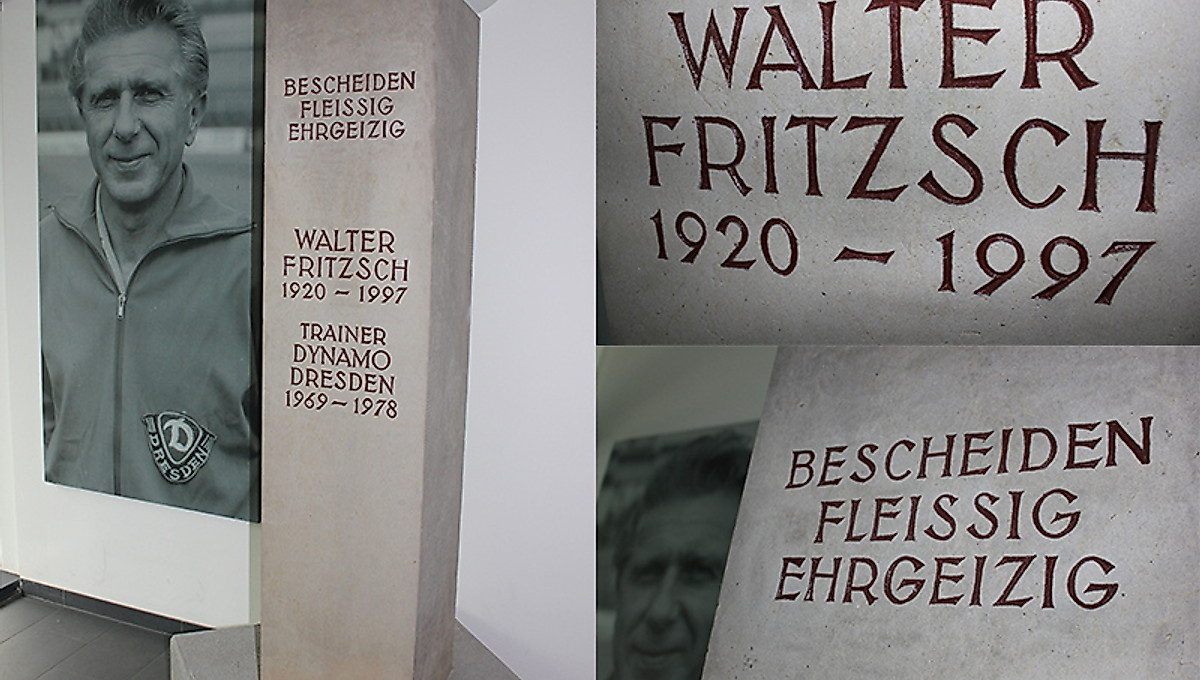 BESCHEIDEN
FLEISSIG
EHRGEIZIG
WALTER
FRITZSCH
1920 – 1997
TRAINER
DYNAMO
DRESDEN
1969 – 1978
D
DRESDEN
WALTER
FRITZSCH
1920 – 1997
BESCHEIDEN
FLEISSIG
EHRGEIZIG